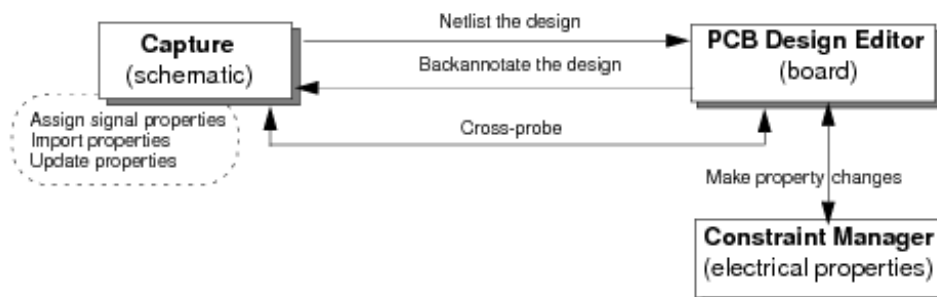 Netlist the design
Capture
(schematic)
PCB Design Editor
(board)
Backannotate the design
Assign signal properties
Import properties
Update properties
Cross-probe
Make property changes
Constraint Manager
(electrical properties)